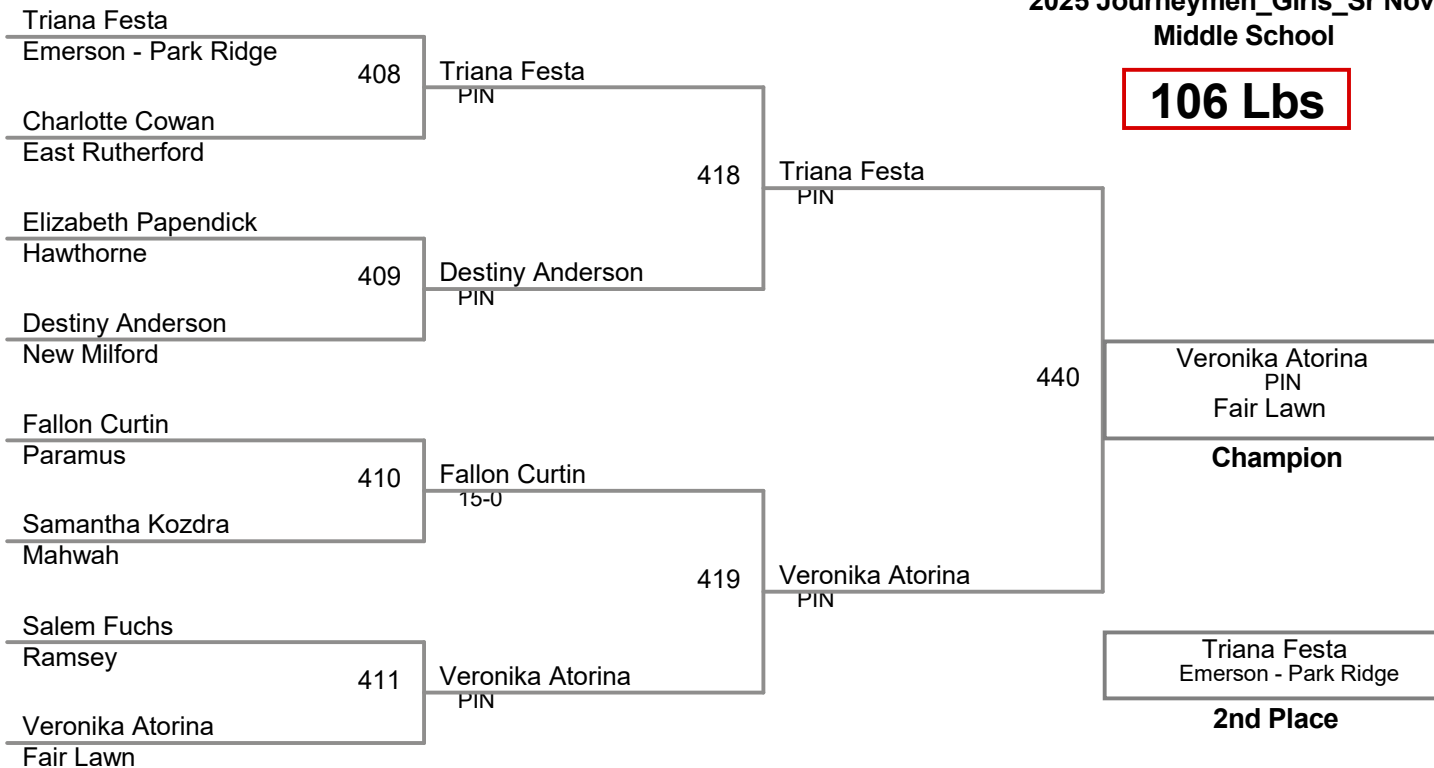 2025 Journeymen_Girls_Sr Nov
Middle School
106 Lbs
Triana Festa
Emerson - Park Ridge
408
Charlotte Cowan
East Rutherford
Elizabeth Papendick
Hawthorne
409
Destiny Anderson
New Milford
Fallon Curtin
Paramus
410
Samantha Kozdra
Mahwah
Salem Fuchs
Ramsey
411
Veronika Atorina
Fair Lawn
Triana Festa
PIN
418
Destiny Anderson
PIN
Fallon Curtin
15-0
419
Veronika Atorina
PIN
Triana Festa
PIN
440
Veronika Atorina
PIN
Veronika Atorina
PIN
Fair Lawn
Champion
Triana Festa
Emerson - Park Ridge
2nd Place